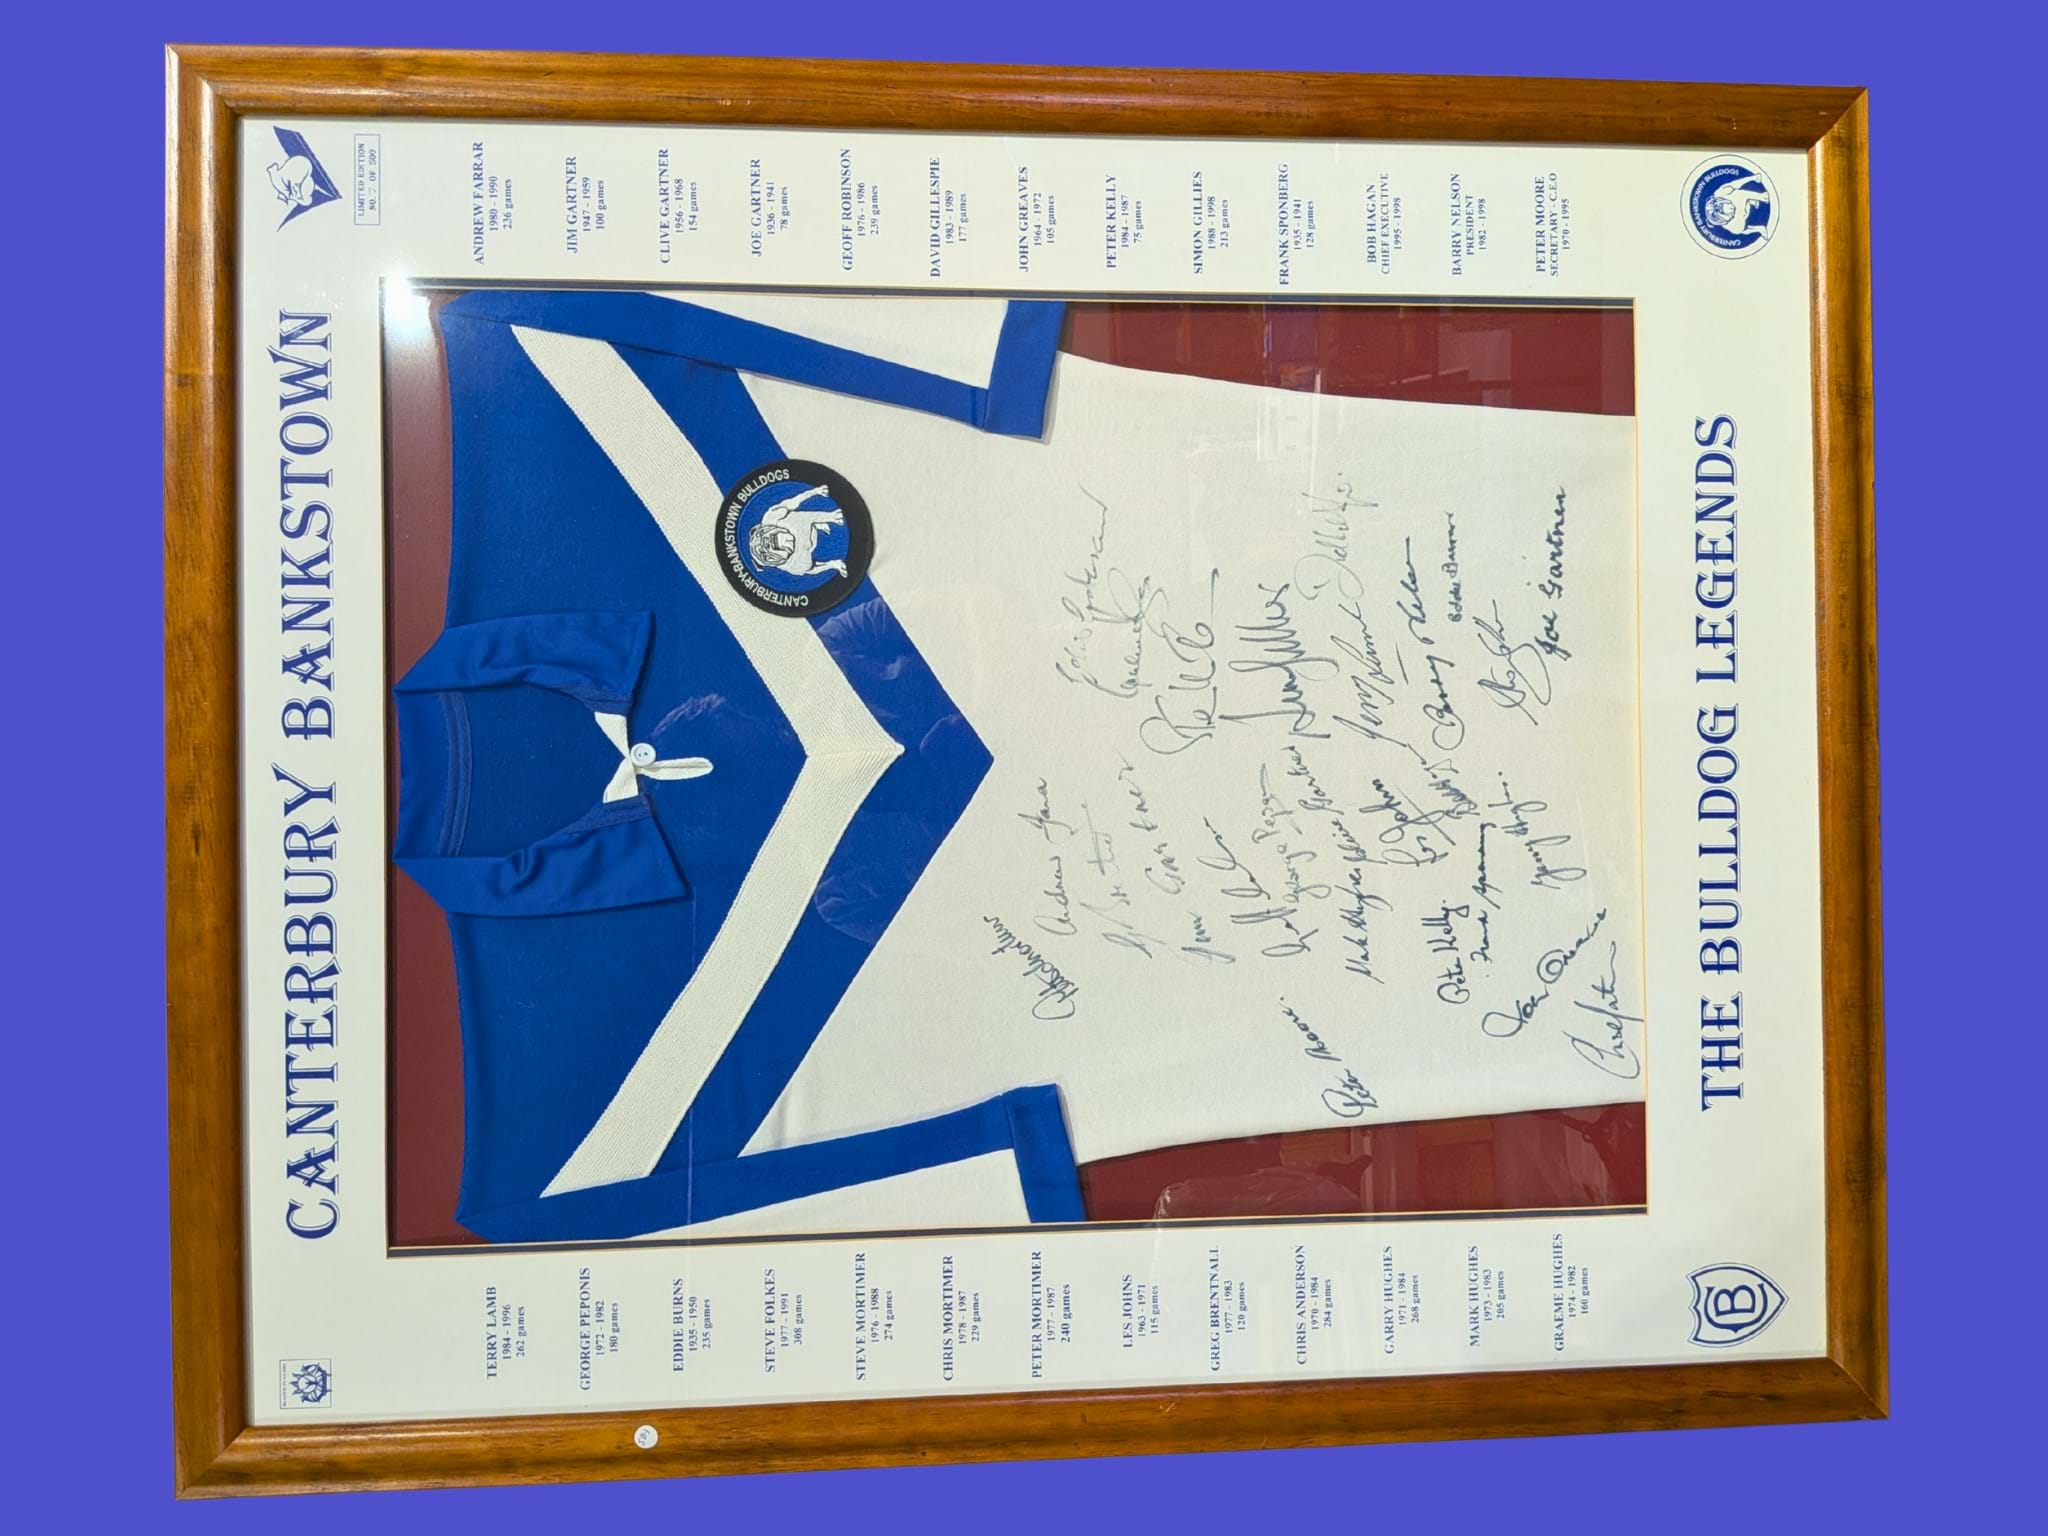 CANTERBURY BANKSTOWN
LIMITED EDITION
NO. 7 OF 500
TERRY LAMB
1984 - 1996
262 games
GEORGE PEPONIS
1972 - 1982
180 games
EDDIE BURNS
1935 - 1950
235 games
STEVE FOLKES
1977 - 1991
308 games
STEVE MORTIMER
1976 - 1988
274 games
CHRIS MORTIMER
1978 - 1987
229 games
PETER MORTIMER
1977 - 1987
240 games
LES JOHNS
1963 - 1971
115 games
GREG BRENTNALL
1977 - 1983
120 games
CHRIS ANDERSON
1970 - 1984
284 games
GARRY HUGHES
1971 - 1984
268 games
MARK HUGHES
1973 - 1983
205 games
GRAEME HUGHES
1974 - 1982
160 games
CANTERBURY-BANKSTOWN BULLDOGS
Peter Moore.
George Peponis
Peter Kelly.
Barry Nelson
Eddie Burns
Joe Gartner
ANDREW FARRAR
1980 - 1990
236 games
JIM GARTNER
1947 - 1959
100 games
CLIVE GARTNER
1956 - 1968
154 games
JOE GARTNER
1936 - 1941
78 games
GEOFF ROBINSON
1976 - 1986
239 games
DAVID GILLESPIE
1983 - 1989
177 games
JOHN GREAVES
1964 - 1972
105 games
PETER KELLY
1984 - 1987
75 games
SIMON GILLIES
1988 - 1998
213 games
FRANK SPONBERG
1935 - 1941
128 games
BOB HAGAN
CHIEF EXECUTIVE
1995 - 1998
BARRY NELSON
PRESIDENT
1982 - 1998
PETER MOORE
SECRETARY - C.E.O
1970 - 1995
CB
THE BULLDOG LEGENDS
CANTERBURY-BANKSTOWN BULLDOGS